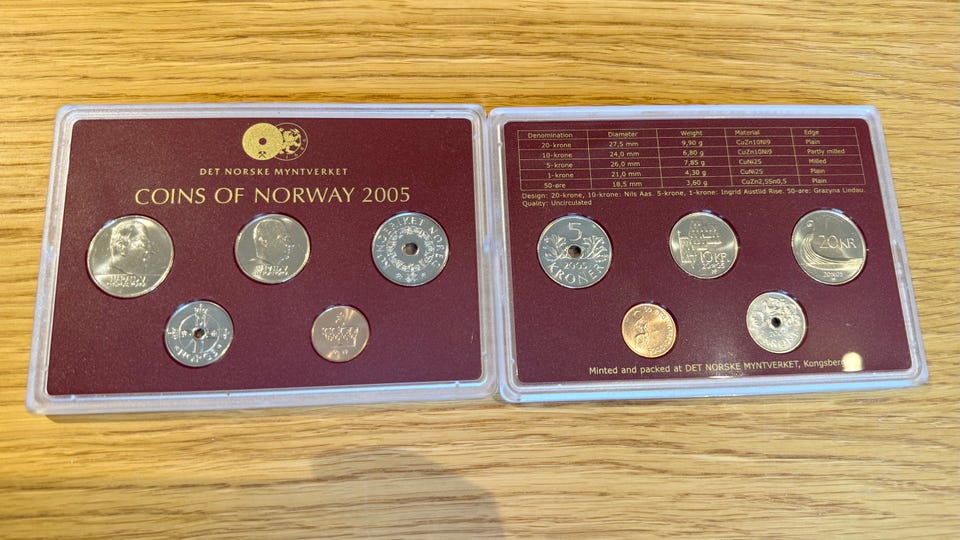 DET NORSKE MYNTVERKET
COINS OF NORWAY 2005
Denomination Diameter Weight Material Edge
20-krone 27,5 mm 9,90 g CuZn10Ni9 Plain
10-krone 24,0 mm 6,80 g CuZn10Ni9 Partly milled
5-krone 26,0 mm 7,85 g CuNi25 Milled
1-krone 21,0 mm 4,30 g CuNi25 Plain
50-øre 18,5 mm 3,60 g CuZn2,5Sn0,5 Plain
Design: 20-krone, 10-krone: Nils Aas. 5-krone, 1-krone: Ingrid Austlid Rise. 50-øre: Grazyna Lindau.
Quality: Uncirculated
5
2005
KRONER
10 KR
2005
20 KR
Minted and packed at DET NORSKE MYNTVERKET, Kongsberg